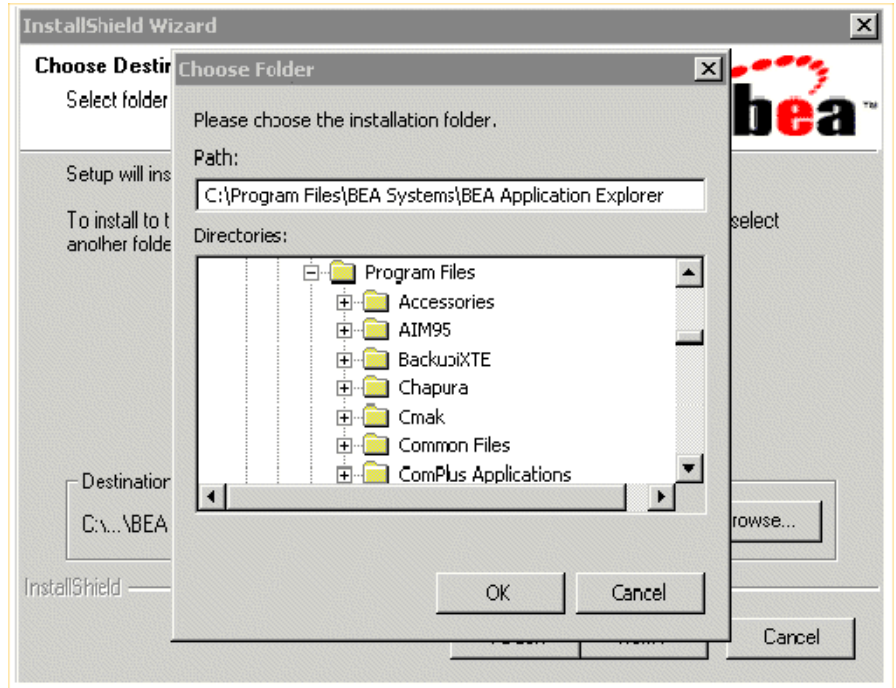 InstallShield Wizard
Choose Destin
Select folder
bea™
Setup will ins
To install to t
select
another folde
Choose Folder
Please choose the installation folder.
Path:
C:\Program Files\BEA Systems\BEA Application Explorer
Directories:
Program Files
Accessories
AIM95
Chapura
Cmak
Common Files
ComPlus Applications
OK
Cancel
Destination
C:\...\BEA
rowse...
InstallShield
Cancel